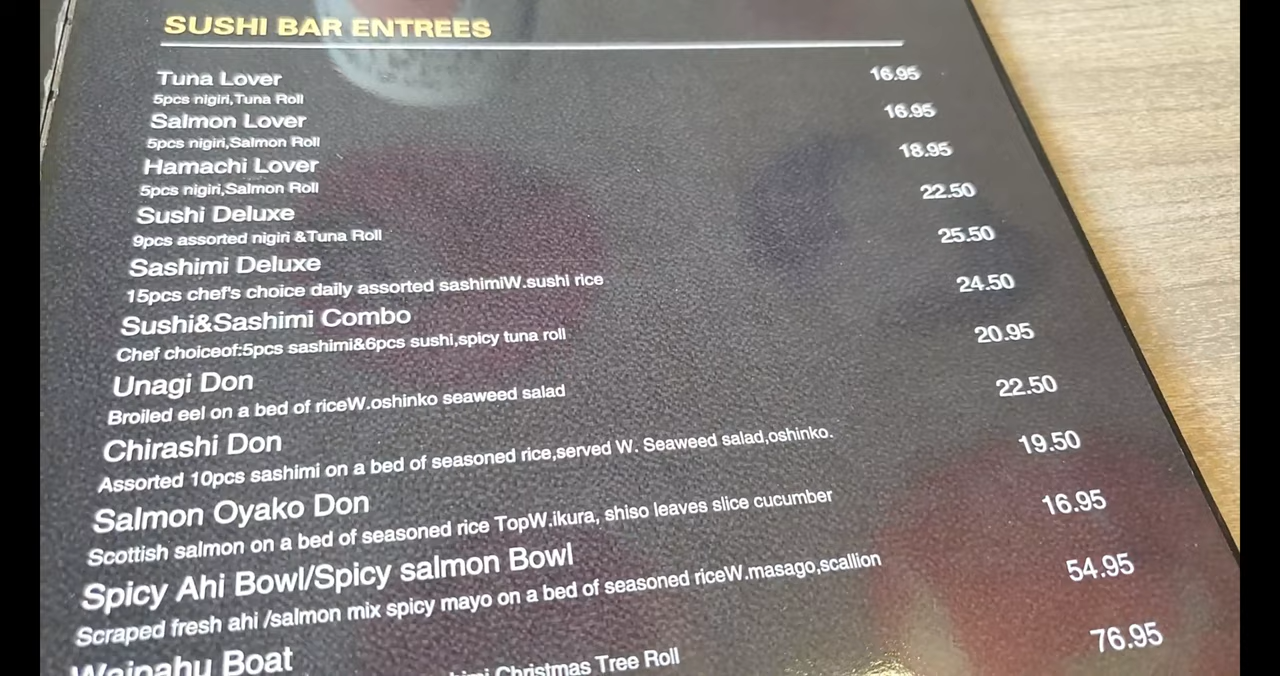 SUSHI BAR ENTREES
Tuna Lover 16.95
5pcs nigiri,Tuna Roll
Salmon Lover 16.95
5pcs nigiri,Salmon Roll
Hamachi Lover 18.95
5pcs nigiri,Salmon Roll
Sushi Deluxe 22.50
9pcs assorted nigiri &Tuna Roll
Sashimi Deluxe 25.50
15pcs chef's choice daily assorted sashimiW.sushi rice
Sushi&Sashimi Combo 24.50
Chef choiceof:5pcs sashimi&6pcs sushi,spicy tuna roll
Unagi Don 20.95
Broiled eel on a bed of riceW.oshinko seaweed salad
Chirashi Don 22.50
Assorted 10pcs sashimi on a bed of seasoned rice,served W. Seaweed salad,oshinko.
Salmon Oyako Don 19.50
Scottish salmon on a bed of seasoned rice TopW.ikura, shiso leaves slice cucumber
Spicy Ahi Bowl/Spicy salmon Bowl 16.95
Scraped fresh ahi /salmon mix spicy mayo on a bed of seasoned riceW.masago,scallion
Waipahu Boat 54.95
Christmas Tree Roll
76.95